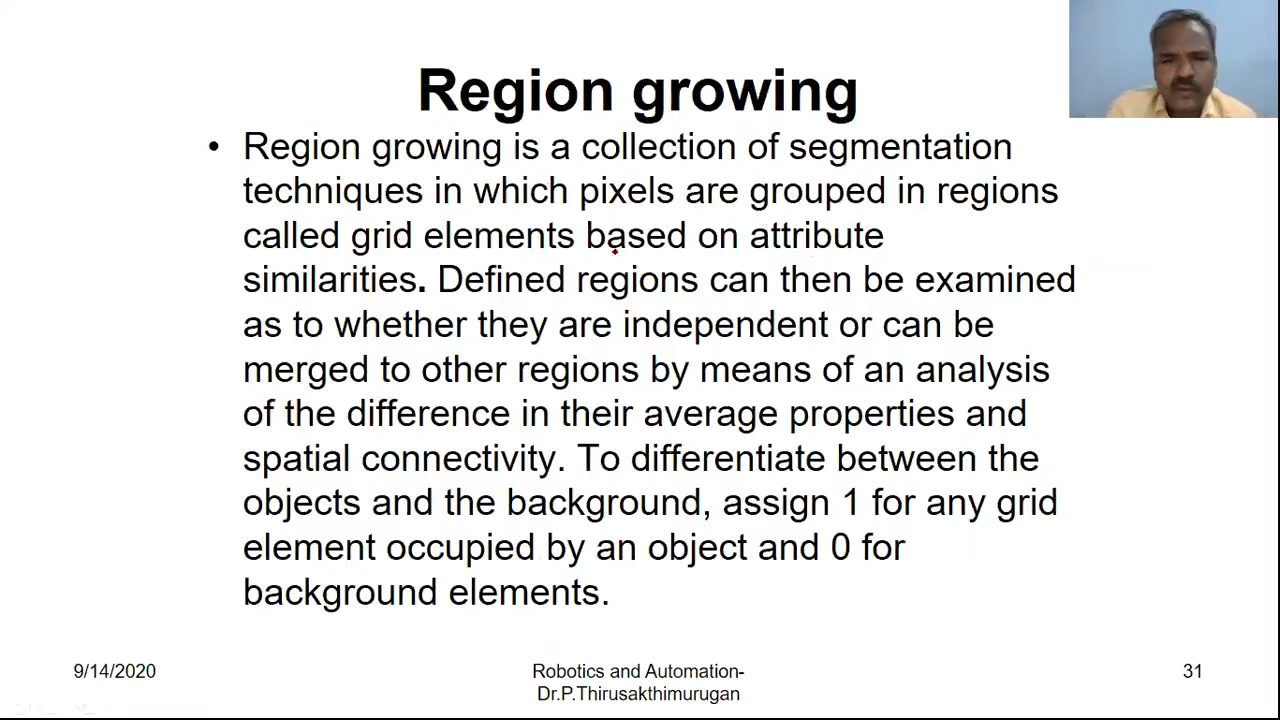 Region growing
• Region growing is a collection of segmentation
techniques in which pixels are grouped in regions
called grid elements based on attribute
similarities. Defined regions can then be examined
as to whether they are independent or can be
merged to other regions by means of an analysis
of the difference in their average properties and
spatial connectivity. To differentiate between the
objects and the background, assign 1 for any grid
element occupied by an object and 0 for
background elements.
9/14/2020
Robotics and Automation-
Dr.P.Thirusakthimurugan
31